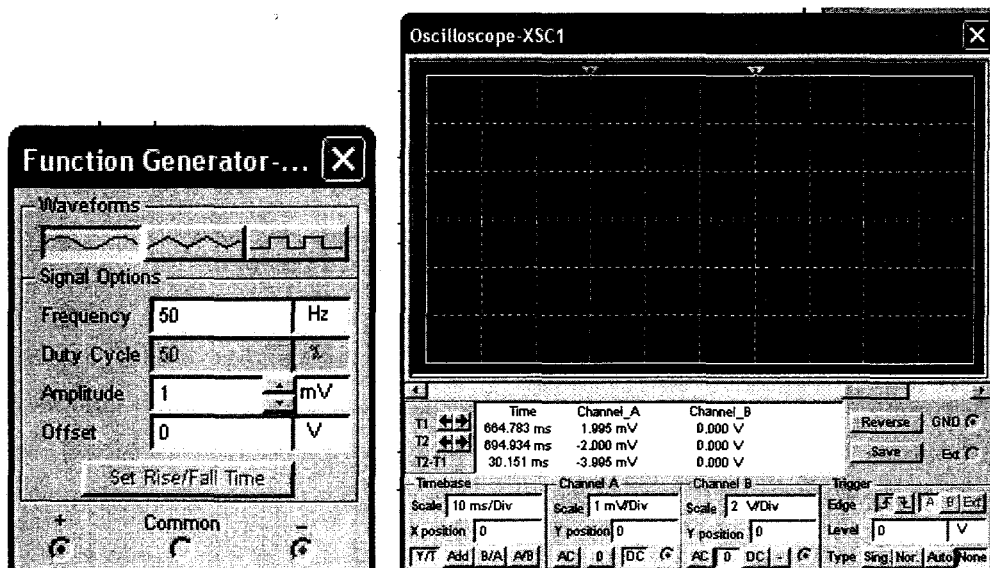 Oscilloscope-XSC1
Function Generator-...
Waveforms
Signal Options
Frequency 50 Hz
Duty Cycle 50 %
Amplitude 1 mV
Offset 0 V
Set Rise/Fall Time
+ Common -
Time Channel_A Channel_B
T1 664.783 ms 1.995 mV 0.000 V
T2 694.934 ms -2.000 mV 0.000 V
T2-T1 30.151 ms -3.995 mV 0.000 V
Reverse GND
Save Ext
Timebase Channel A Channel B Trigger
Scale 10 ms/Div Scale 1 mV/Div Scale 2 V/Div Edge A B Ext
X position 0 Y position 0 Y position 0 Level 0 V
Y/T Add B/A A/B AC 0 DC AC 0 DC - Type Sing. Nor. Auto None